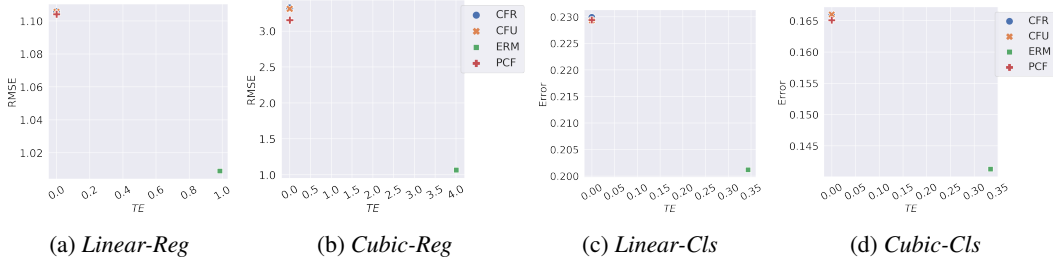 1.10
1.08
1.06
1.04
1.02
RMSE
0.0
0.2
0.4
0.6
0.8
1.0
TE
3.0
2.5
2.0
1.5
1.0
RMSE
0.0
0.5
1.0
1.5
2.0
2.5
3.0
3.5
4.0
TE
CFR
CFU
ERM
PCF
0.230
0.225
0.220
0.215
0.210
0.205
0.200
Error
0.00
0.05
0.10
0.15
0.20
0.25
0.30
0.35
TE
0.165
0.160
0.155
0.150
0.145
Error
0.00
0.05
0.10
0.15
0.20
0.25
0.30
0.35
TE
CFR
CFU
ERM
PCF
(a) Linear-Reg
(b) Cubic-Reg
(c) Linear-Cls
(d) Cubic-Cls